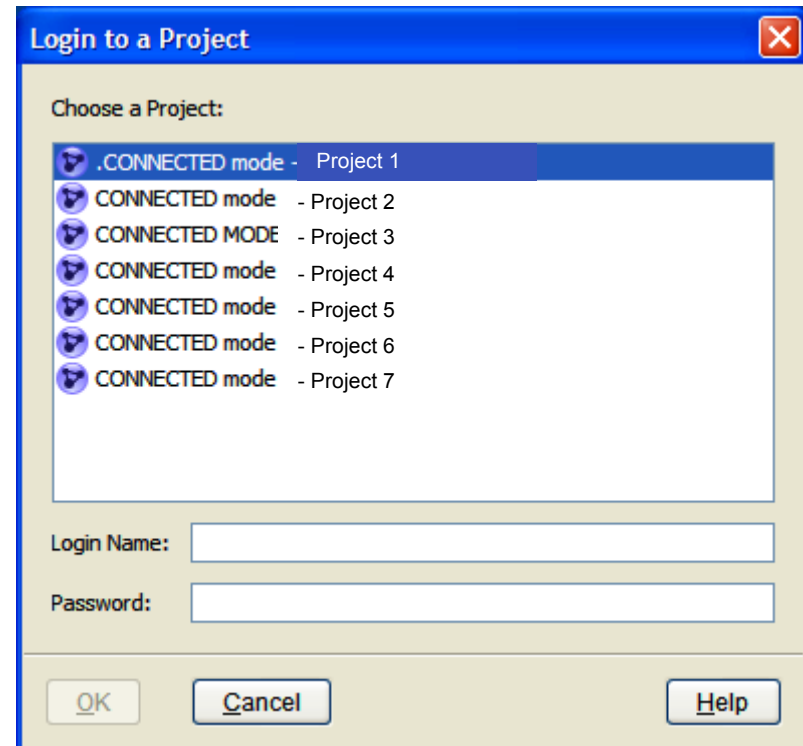 Login to a Project
Choose a Project:
.CONNECTED mode - Project 1
CONNECTED mode - Project 2
CONNECTED MODE - Project 3
CONNECTED mode - Project 4
CONNECTED mode - Project 5
CONNECTED mode - Project 6
CONNECTED mode - Project 7
Login Name:
Password:
OK Cancel Help